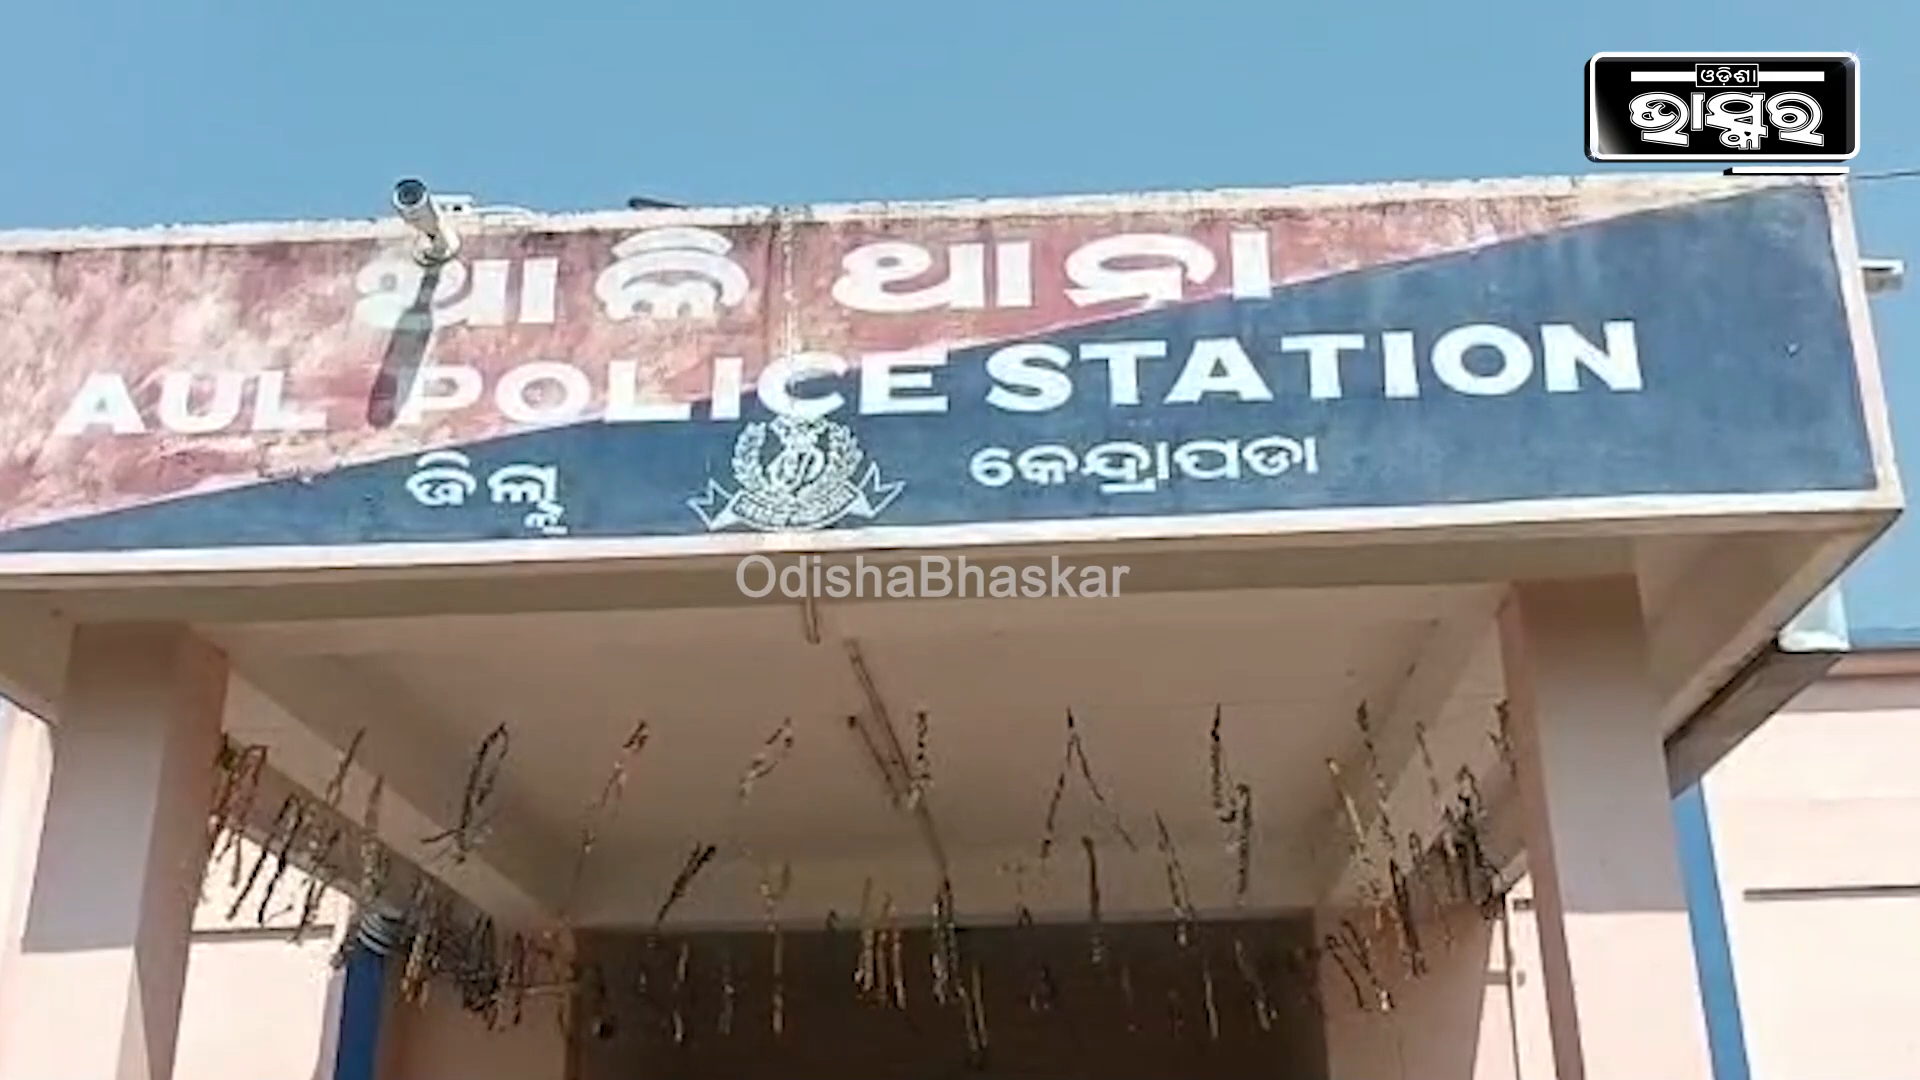 ଓଡ଼ିଶା
ଭାସ୍କର
ଆଳି ଥାନା
AUL POLICE STATION
ଜିଲ୍ଲା କେନ୍ଦ୍ରାପଡା
OdishaBhaskar